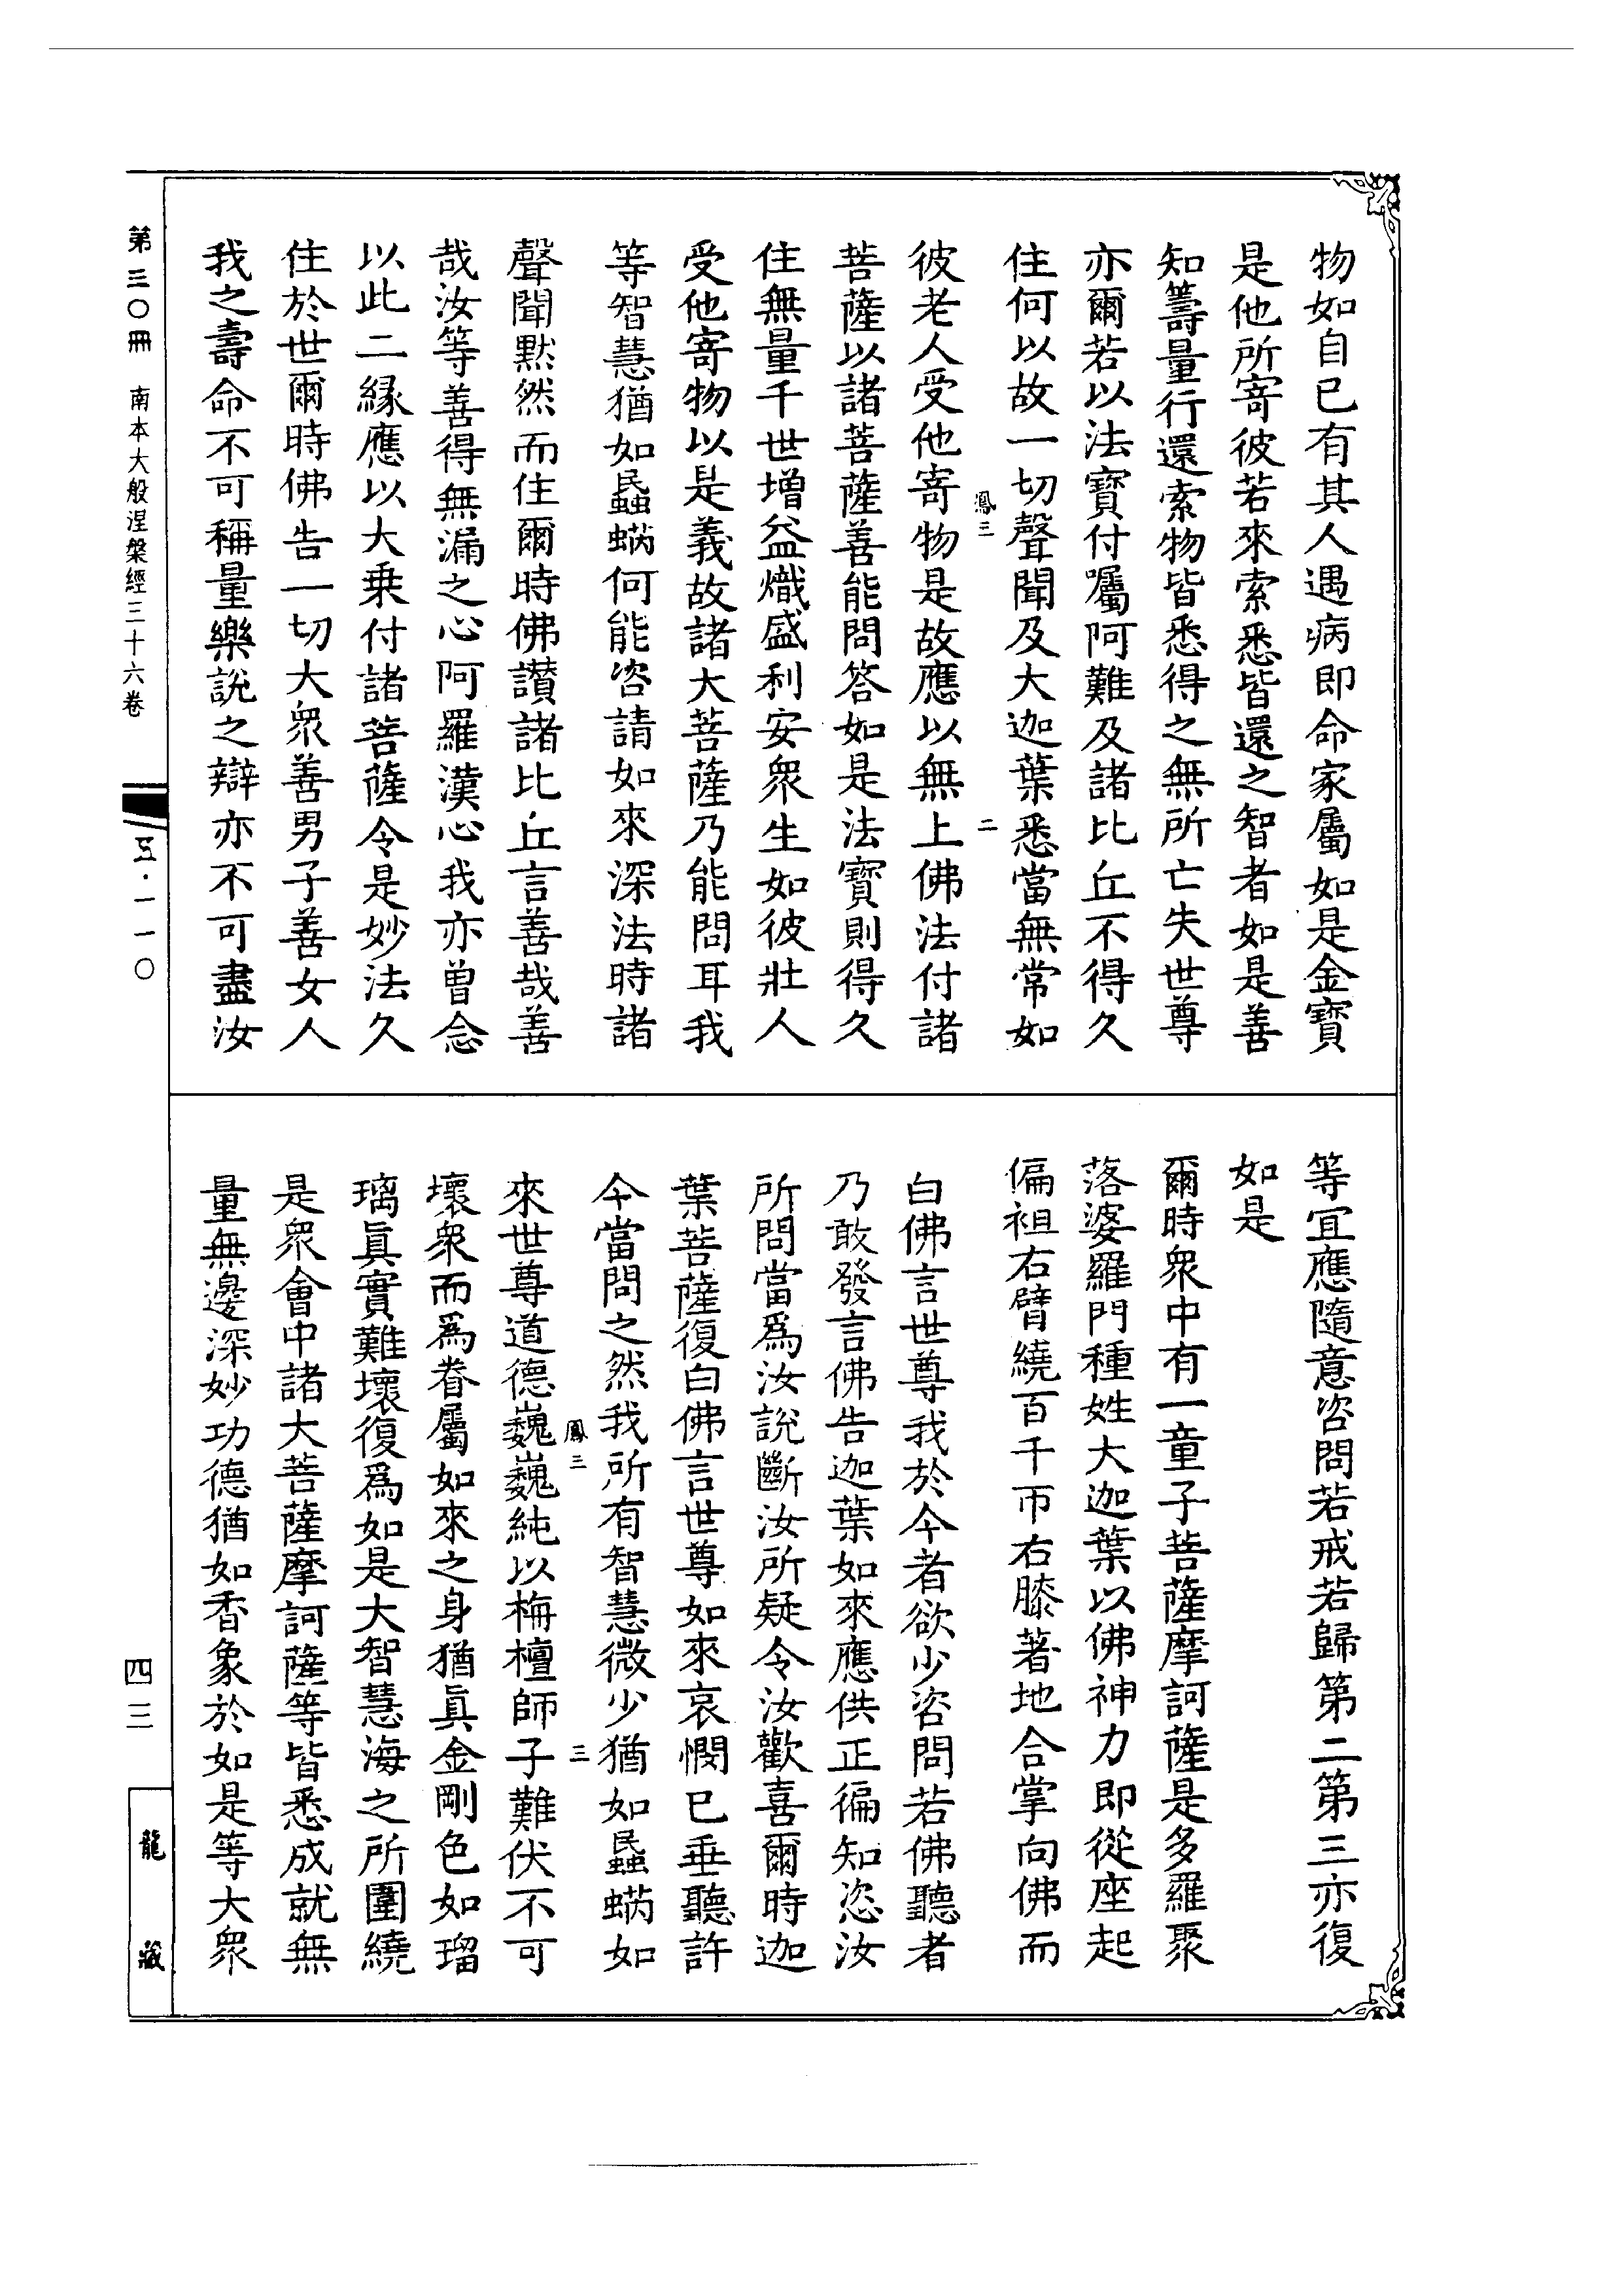 物如自已有其人遇病即命家屬如是金寶
是他所寄彼若來索悉皆還之智者如是善
知籌量行還索物皆悉得之無所亡失世尊
亦爾若以法寶付囑阿難及諸比丘不得久
住何以故一切聲聞及大迦葉悉當無常如
鳳三
二
彼老人受他寄物是故應以無上佛法付諸
菩薩以諸菩薩善能問答如是法寶則得久
住無量千世增益熾盛利安衆生如彼壯人
受他寄物以是義故諸大菩薩乃能問耳我
等智慧猶如蟁蟎何能咨請如來深法時諸
聲聞默然而住爾時佛讚諸比丘言善哉善
哉汝等善得無漏之心阿羅漢心我亦曾念
以此二緣應以大乘付諸菩薩令是妙法久
住於世爾時佛告一切大衆善男子善女人
我之壽命不可稱量樂說之辯亦不可盡汝
等宜應隨意咨問若戒若歸第二第三亦復
如是
爾時衆中有一童子菩薩摩訶薩是多羅聚
落婆羅門種姓大迦葉以佛神力即從座起
偏袒右臂繞百千帀右膝著地合掌向佛而
白佛言世尊我於今者欲少咨問若佛聽者
乃敢發言佛告迦葉如來應供正徧知恣汝
所問當爲汝說斷汝所疑令汝歡喜爾時迦
葉菩薩復白佛言世尊如來哀憫已垂聽許
今當問之然我所有智慧微少猶如蟁蟎如
鳳三
三
來世尊道德巍巍純以栴檀師子難伏不可
壞衆而爲眷屬如來之身猶眞金剛色如瑠
璃眞實難壞復爲如是大智慧海之所圍繞
是衆會中諸大菩薩摩訶薩等皆悉成就無
量無邊深妙功德猶如香象於如是等大衆
第三〇冊 南本大般涅槃經三十六卷
五·一一〇
四三
龍藏